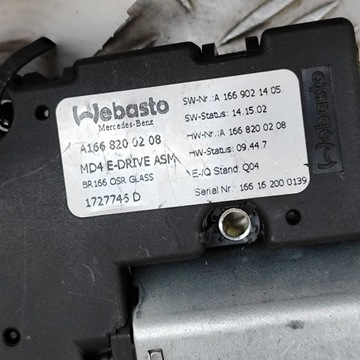 Webasto
Mercedes-Benz
A166 820 02 08
MD4 E-DRIVE ASM
BR166 OSR GLASS
1727746 D
SW-Nr.:A 166 902 14 05
SW-Status: 14.15.02
HW-Nr.:A 166 820 02 08
HW-Status: 09.44.7
E-IQ Stand: Q04
Serial Nr: 166 16 200 0139
Webasto